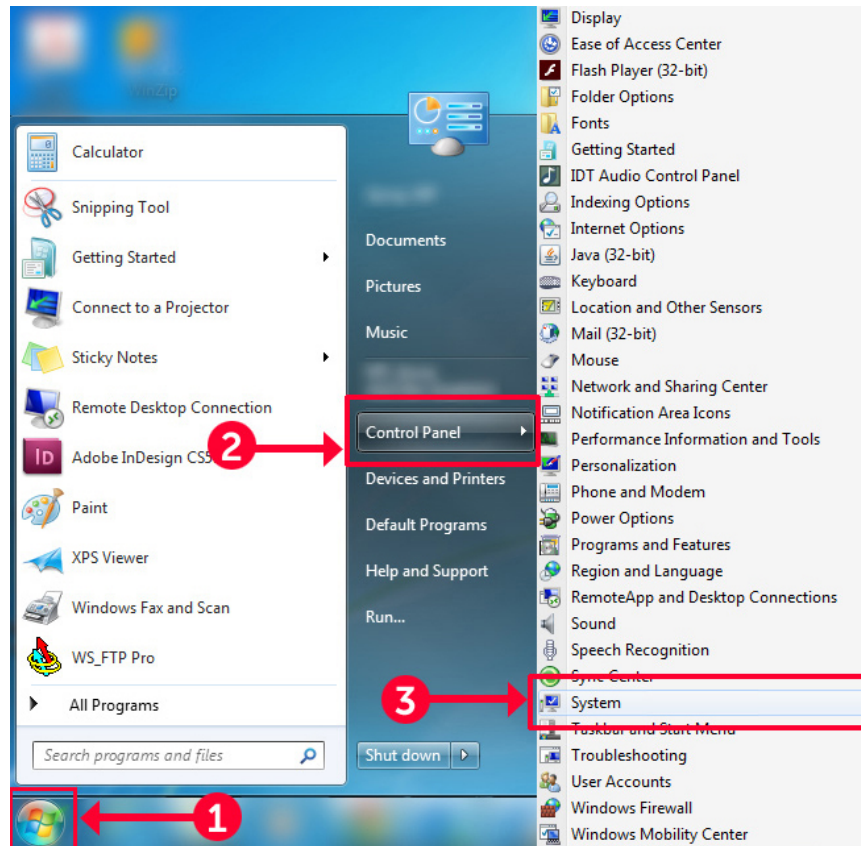 WinZip
Calculator
Snipping Tool
Getting Started
Connect to a Projector
Sticky Notes
Remote Desktop Connection
ID
Adobe InDesign CS5
Paint
XPS Viewer
Windows Fax and Scan
WS_FTP Pro
All Programs
Search programs and files
1
Documents
Pictures
Music
2
Control Panel
Devices and Printers
Default Programs
Help and Support
Run...
3
Shut down
Display
Ease of Access Center
Flash Player (32-bit)
Folder Options
Fonts
Getting Started
IDT Audio Control Panel
Indexing Options
Internet Options
Java (32-bit)
Keyboard
Location and Other Sensors
Mail (32-bit)
Mouse
Network and Sharing Center
Notification Area Icons
Performance Information and Tools
Personalization
Phone and Modem
Power Options
Programs and Features
Region and Language
RemoteApp and Desktop Connections
Sound
Speech Recognition
Sync Center
System
Taskbar and Start Menu
Troubleshooting
User Accounts
Windows Firewall
Windows Mobility Center